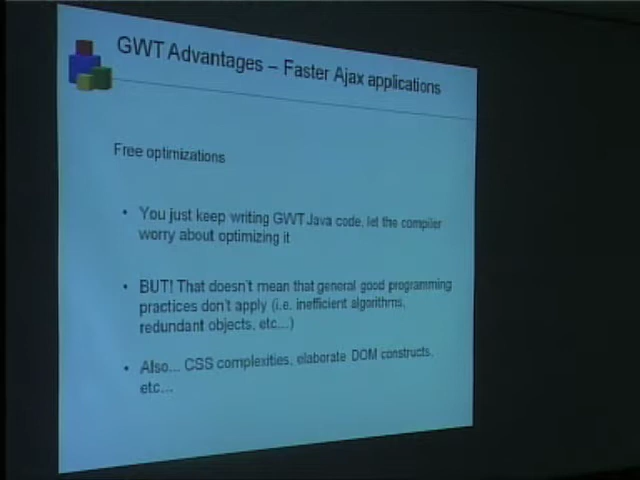 GWT Advantages – Faster Ajax applications
Free optimizations
• You just keep writing GWT Java code, let the compiler
worry about optimizing it
• BUT! That doesn't mean that general good programming
practices don't apply (i.e. inefficient algorithms,
redundant objects, etc...)
• Also... CSS complexities, elaborate DOM constructs,
etc...